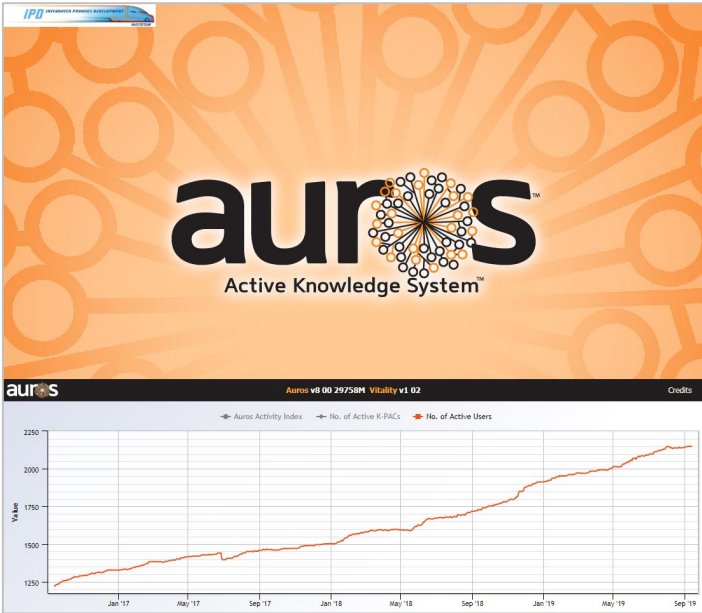 IPD INTEGRATED PRODUCT DEVELOPMENT
auros™
Active Knowledge System™
auros
Auros v8 00 29758M Vitality v1 02
Credits
Auros Activity Index No. of Active K-PACs No. of Active Users
2250
2000
1750
1500
1250
Value
Jan '17 May '17 Sep '17 Jan '18 May '18 Sep '18 Jan '19 May '19 Sep '19